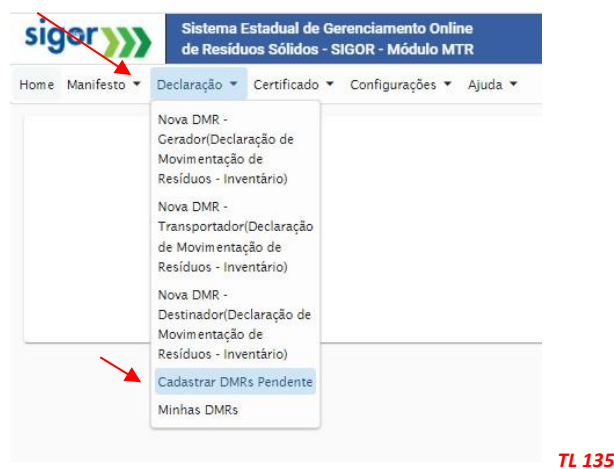 sigor
Sistema Estadual de Gerenciamento Onlin
de Resíduos Sólidos - SIGOR - Módulo MTR
Home Manifesto Declaração Certificado Configurações Ajuda
Nova DMR -
Gerador(Declaração de
Movimentação de
Resíduos - Inventário)
Nova DMR -
Transportador(Declaração
de Movimentação de
Resíduos - Inventário)
Nova DMR -
Destinador(Declaração de
Movimentação de
Resíduos - Inventário)
Cadastrar DMRs Pendente
Minhas DMRs
TL 135